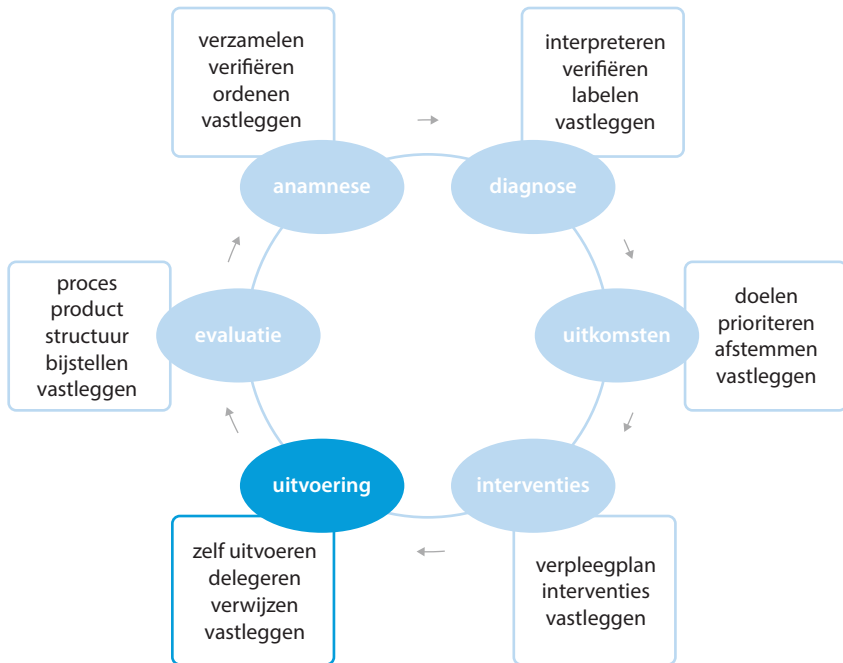 verzamelen
verifiëren
ordenen
vastleggen
anamnese
interpreteren
verifiëren
labelen
vastleggen
diagnose
doelen
prioriteren
afstemmen
vastleggen
uitkomsten
verpleegplan
interventies
vastleggen
interventies
uitvoering
zelf uitvoeren
delegeren
verwijzen
vastleggen
proces
product
structuur
bijstellen
vastleggen
evaluatie